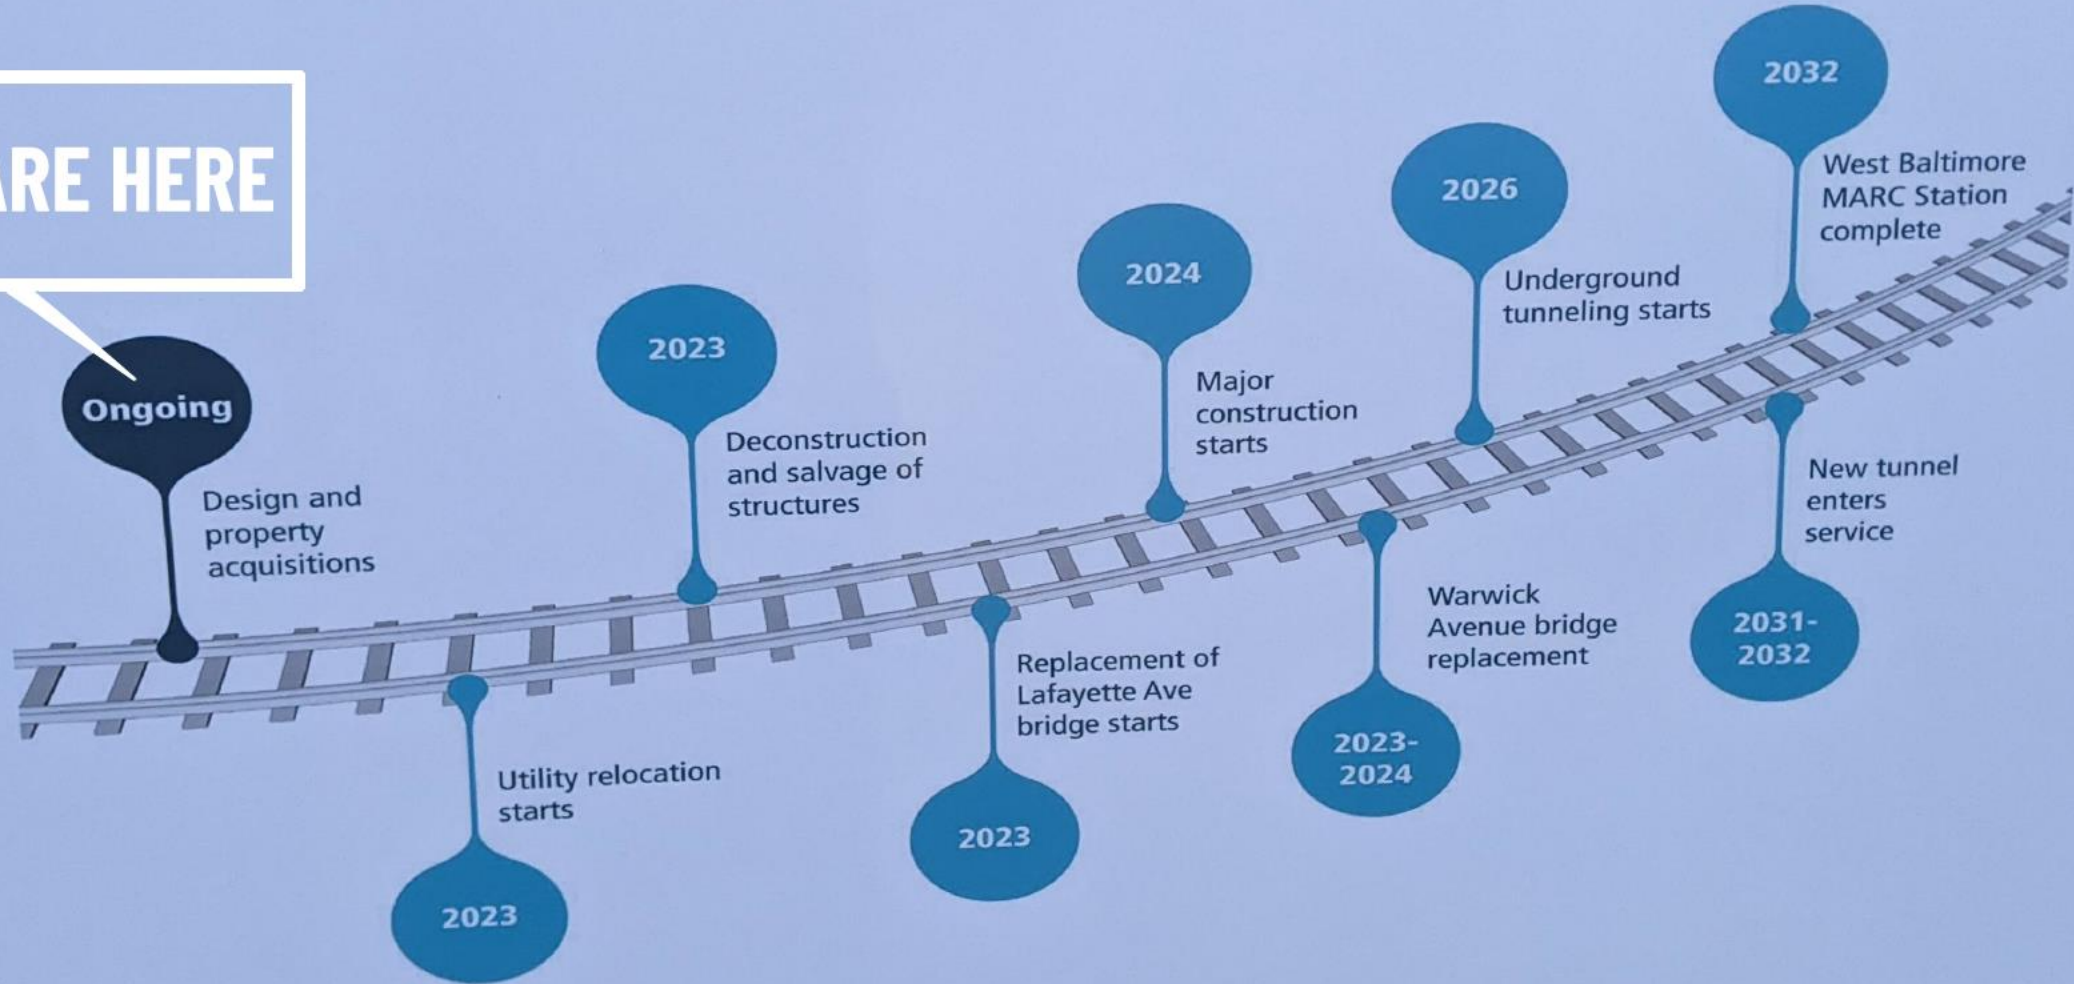 ARE HERE
Ongoing
Design and
property
acquisitions
2023
Utility relocation
starts
2023
Deconstruction
and salvage of
structures
2023
Replacement of
Lafayette Ave
bridge starts
2024
Major
construction
starts
2023-
2024
Warwick
Avenue bridge
replacement
2026
Underground
tunneling starts
2031-
2032
New tunnel
enters
service
2032
West Baltimore
MARC Station
complete